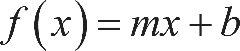 f(x) = mx + b